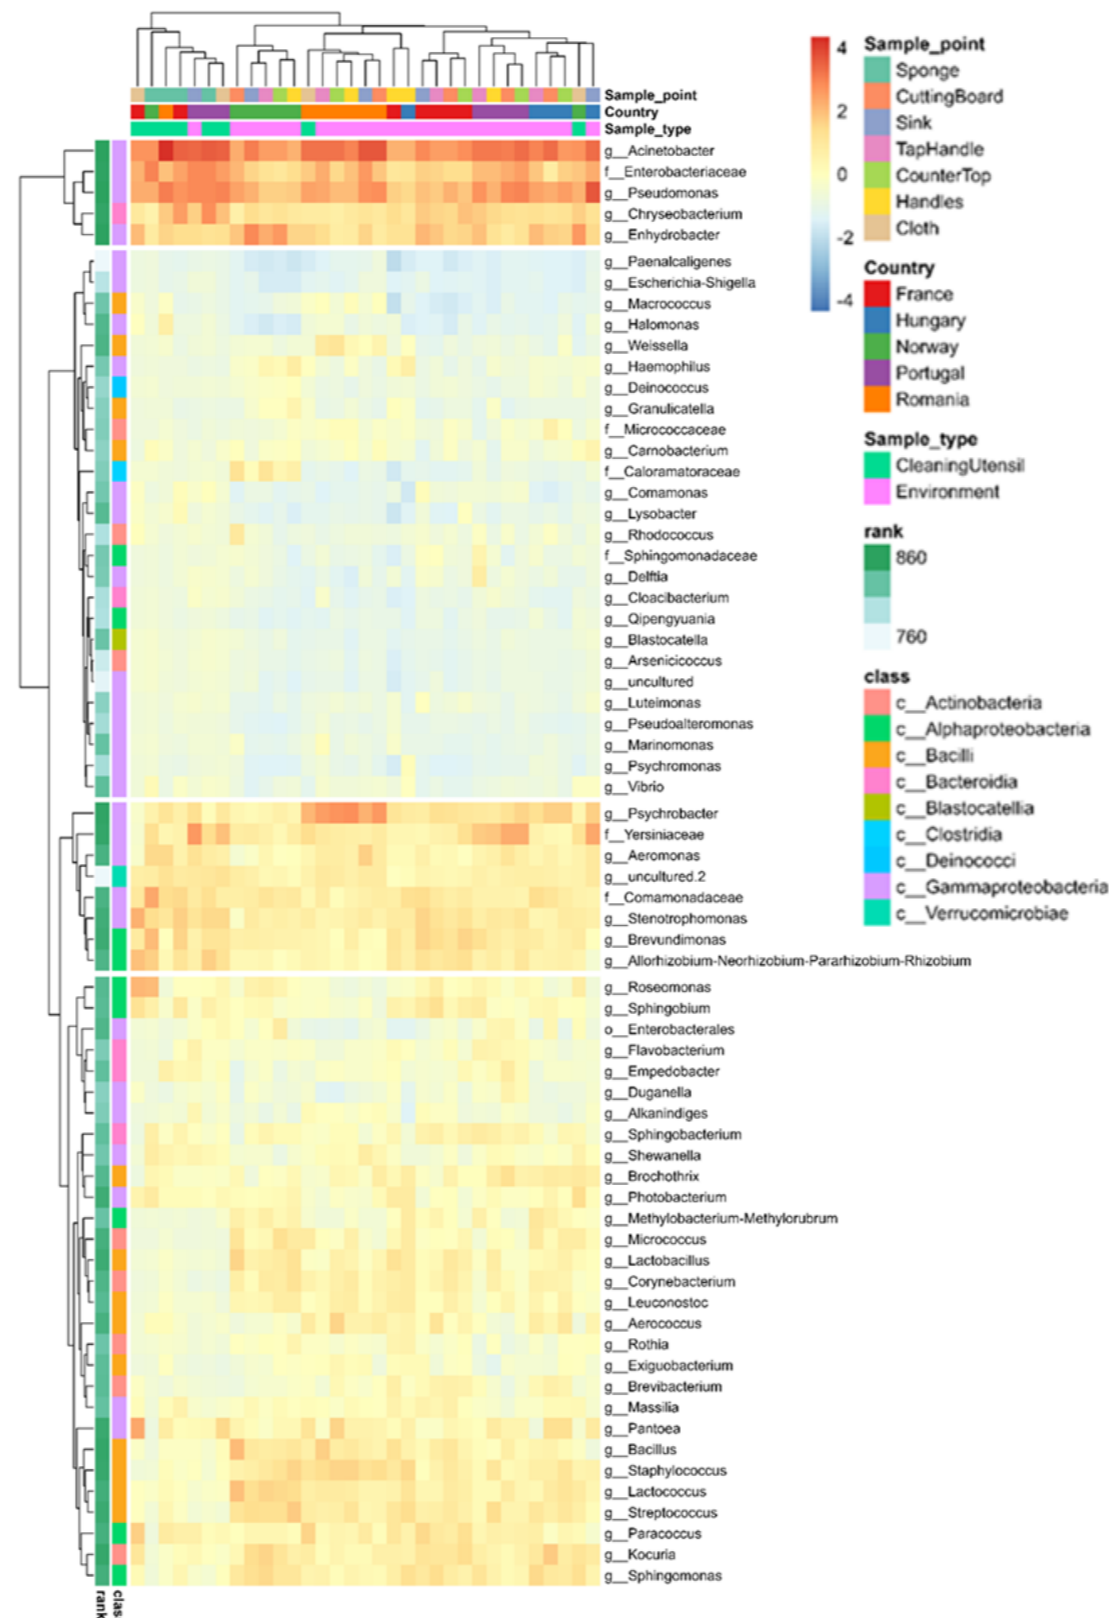 Sample_point
Country
Sample_type
g__Acinetobacter
f__Enterobacteriaceae
g__Pseudomonas
g__Chryseobacterium
g__Enhydrobacter
g__Paenalcaligenes
g__Escherichia-Shigella
g__Macrococcus
g__Halomonas
g__Weissella
g__Haemophilus
g__Deinococcus
g__Granulicatella
f__Micrococcaceae
g__Carnobacterium
f__Caloramatoraceae
g__Comamonas
g__Lysobacter
g__Rhodococcus
f__Sphingomonadaceae
g__Delftia
g__Cloacibacterium
g__Qipengyuania
g__Blastocatella
g__Arsenicicoccus
g__uncultured
g__Luteimonas
g__Pseudoalteromonas
g__Marinomonas
g__Psychromonas
g__Vibrio
g__Psychrobacter
f__Yersiniaceae
g__Aeromonas
g__uncultured.2
f__Comamonadaceae
g__Stenotrophomonas
g__Brevundimonas
g__Allorhizobium-Neorhizobium-Pararhizobium-Rhizobium
g__Roseomonas
g__Sphingobium
o__Enterobacterales
g__Flavobacterium
g__Empedobacter
g__Duganella
g__Alkanindiges
g__Sphingobacterium
g__Shewanella
g__Brochothrix
g__Photobacterium
g__Methylobacterium-Methylorubrum
g__Micrococcus
g__Lactobacillus
g__Corynebacterium
g__Leuconostoc
g__Aerococcus
g__Rothia
g__Exiguobacterium
g__Brevibacterium
g__Massilia
g__Pantoea
g__Bacillus
g__Staphylococcus
g__Lactococcus
g__Streptococcus
g__Paracoccus
g__Kocuria
g__Sphingomonas
rank
clas
4
2
0
-2
-4
Sample_point
Sponge
CuttingBoard
Sink
TapHandle
CounterTop
Handles
Cloth
Country
France
Hungary
Norway
Portugal
Romania
Sample_type
CleaningUtensil
Environment
rank
860
760
class
c__Actinobacteria
c__Alphaproteobacteria
c__Bacilli
c__Bacteroidia
c__Blastocatellia
c__Clostridia
c__Deinococci
c__Gammaproteobacteria
c__Verrucomicrobiae